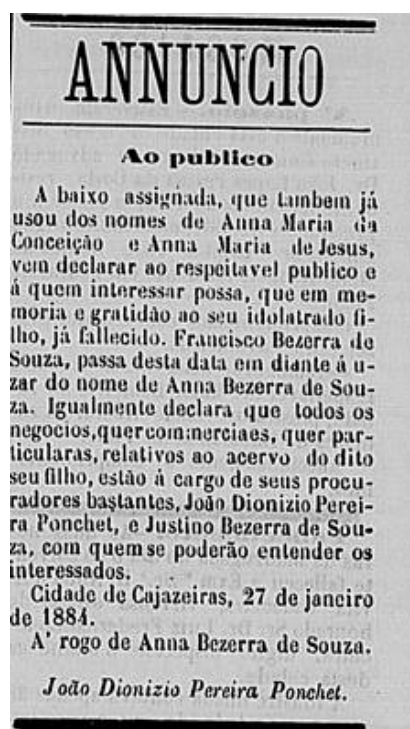 ANNUNCIO
Ao publico
A baixo assignada, que tambem já
usou dos nomes de Anna Maria da
Conceição e Anna Maria de Jesus,
vem declarar ao respeitavel publico e
á quem interessar possa, que em me-
moria e gratidão ao seu idolatrado fi-
lho, já fallecido. Francisco Bezerra de
Souza, passa desta data em diante á u-
zar do nome de Anna Bezerra de Sou-
za. Igualmente declara que todos os
negocios, quer commerciaes, quer par-
ticularas, relativos ao acervo do dito
seu filho, estão á cargo de seus procu-
radores bastantes, João Dionizio Perei-
ra Ponchet, e Justino Bezerra de Sou-
za, com quem se poderão entender os
interessados.
Cidade de Cajazeiras, 27 de janeiro
de 1884.
A' rogo de Anna Bezerra de Souza.
João Dionizio Pereira Ponchet.